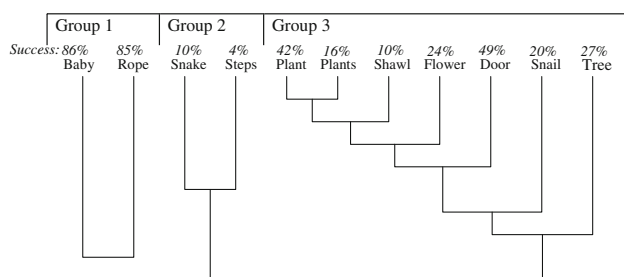 Group 1 Group 2 Group 3
Success: 86% 85% 10% 4% 42% 16% 10% 24% 49% 20% 27%
Baby Rope Snake Steps Plant Plants Shawl Flower Door Snail Tree